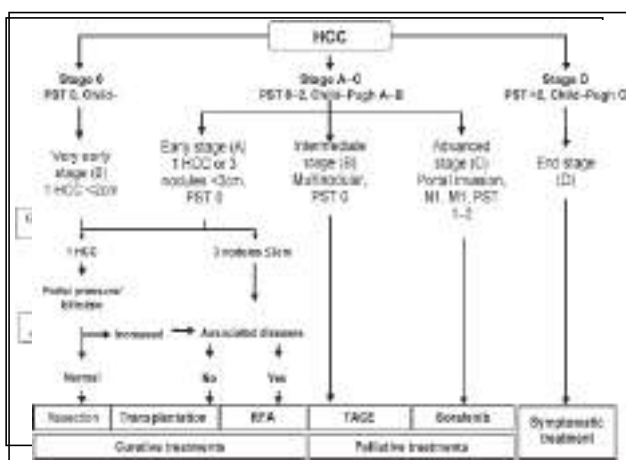 HCC
Stage 0
PST 0, Child-
Stage A-C
PST 0-2, Child-Pugh A-B
Stage D
PST >2, Child-Pugh C
Very early
stage (0)
1 HCC <2cm
Early stage (A)
1 HCC or 3
nodules <3cm,
PST 0
Intermediate
stage (B)
Multinodular,
PST 0
Advanced
stage (C)
Portal invasion,
N1, M1, PST
1-2
End stage
(D)
1 HCC
3 nodules ≤3cm
Portal pressure/
bilirubin
Increased
Associated diseases
Normal
No
Yes
Resection
Transplantation
RFA
TACE
Sorafenib
Symptomatic
treatment
Curative treatments
Palliative treatments